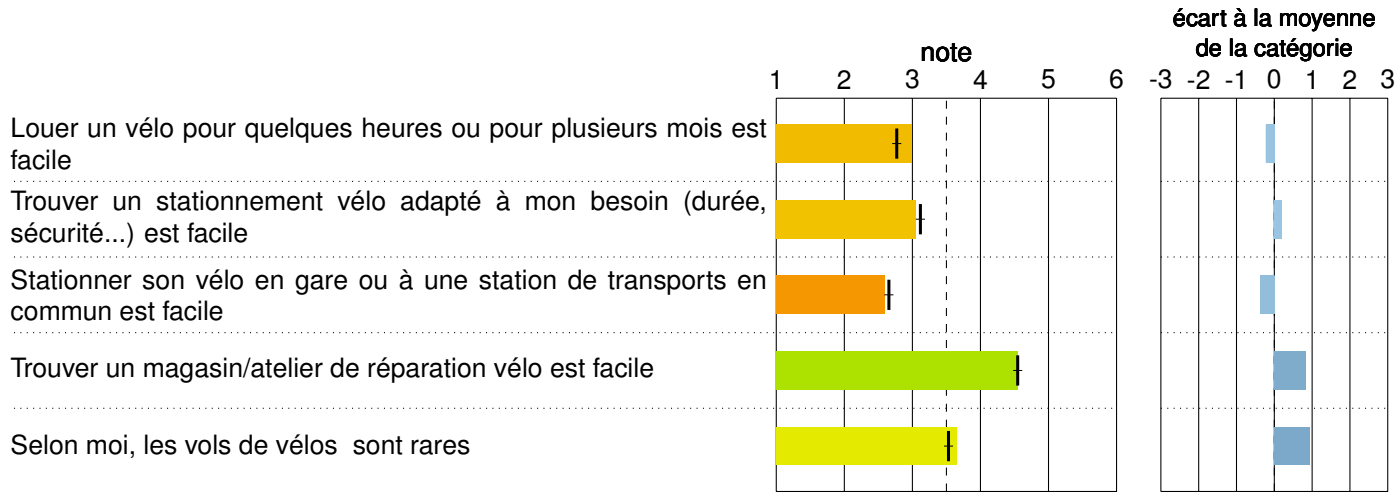 écart à la moyenne
de la catégorie
note
1 2 3 4 5 6
-3 -2 -1 0 1 2 3
Louer un vélo pour quelques heures ou pour plusieurs mois est
facile
Trouver un stationnement vélo adapté à mon besoin (durée,
sécurité...) est facile
Stationner son vélo en gare ou à une station de transports en
commun est facile
Trouver un magasin/atelier de réparation vélo est facile
Selon moi, les vols de vélos  sont rares